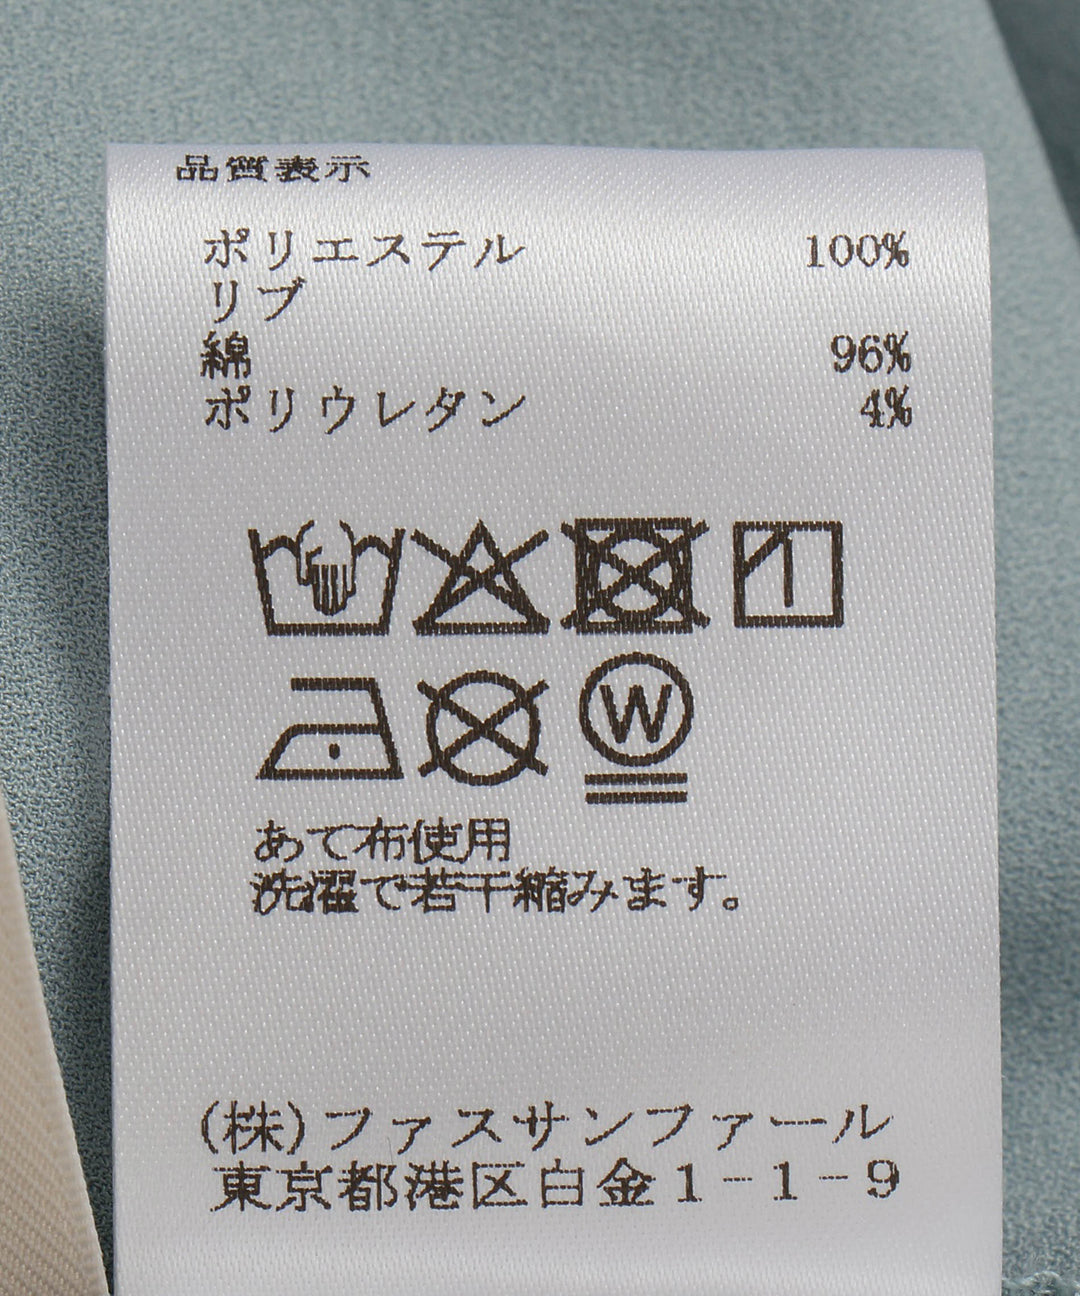 品質表示
ポリエステル 100%
リブ
綿 96%
ポリウレタン 4%
W
あて布使用
洗濯で若干縮みます。
(株)ファスサンファール
東京都港区白金1-1-9